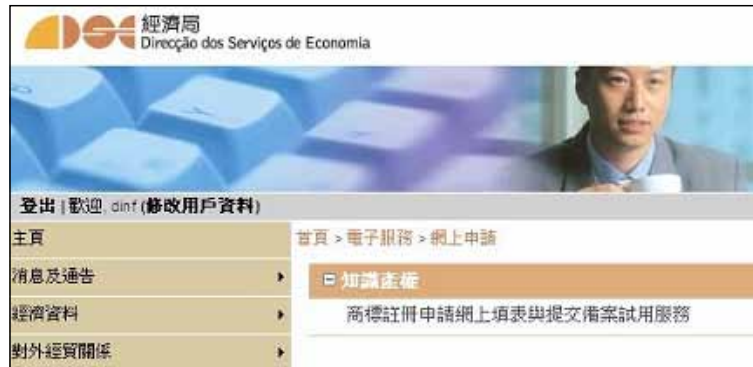 DSE
經濟局
Direcção dos Serviços de Economia
登出 | 歡迎, dinf (修改用戶資料)
主頁
首頁 > 電子服務 > 網上申請
消息及通告
知識產權
經濟資料
商標註冊申請網上填表與提交備案試用服務
對外經貿關係